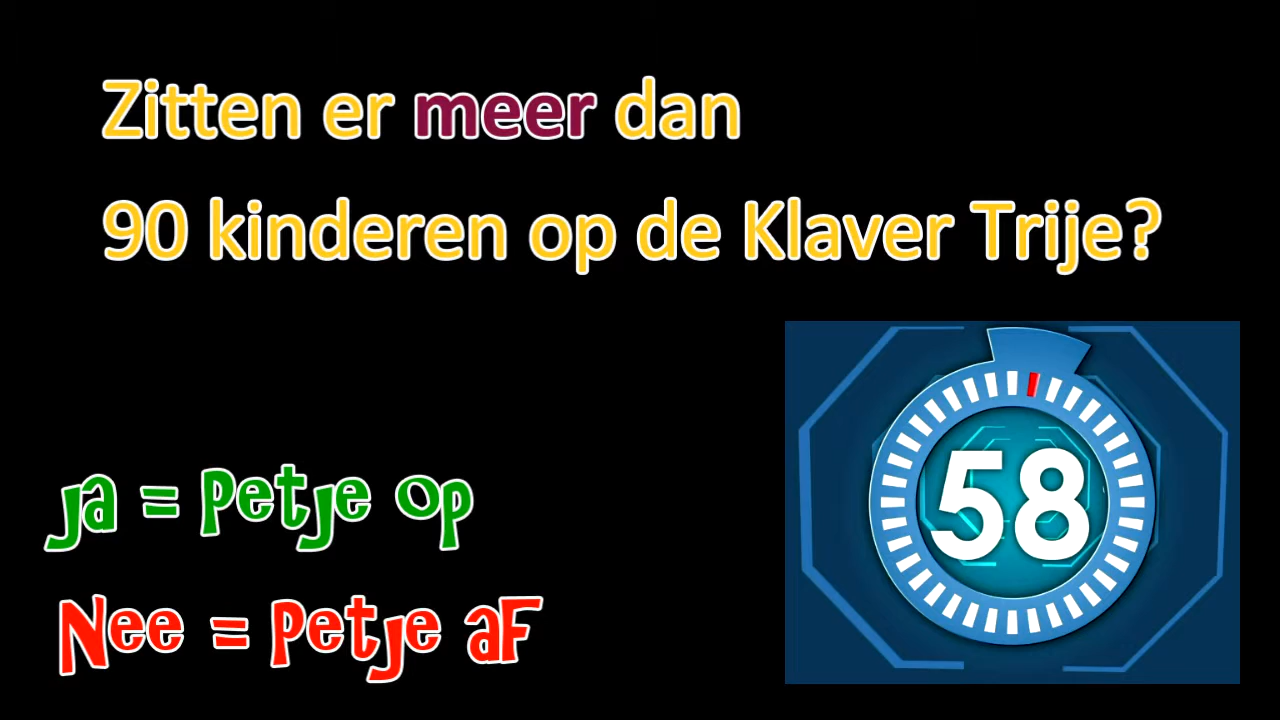 Zitten er meer dan
90 kinderen op de Klaver Trije?
58
Ja = Petje op
Nee = Petje af